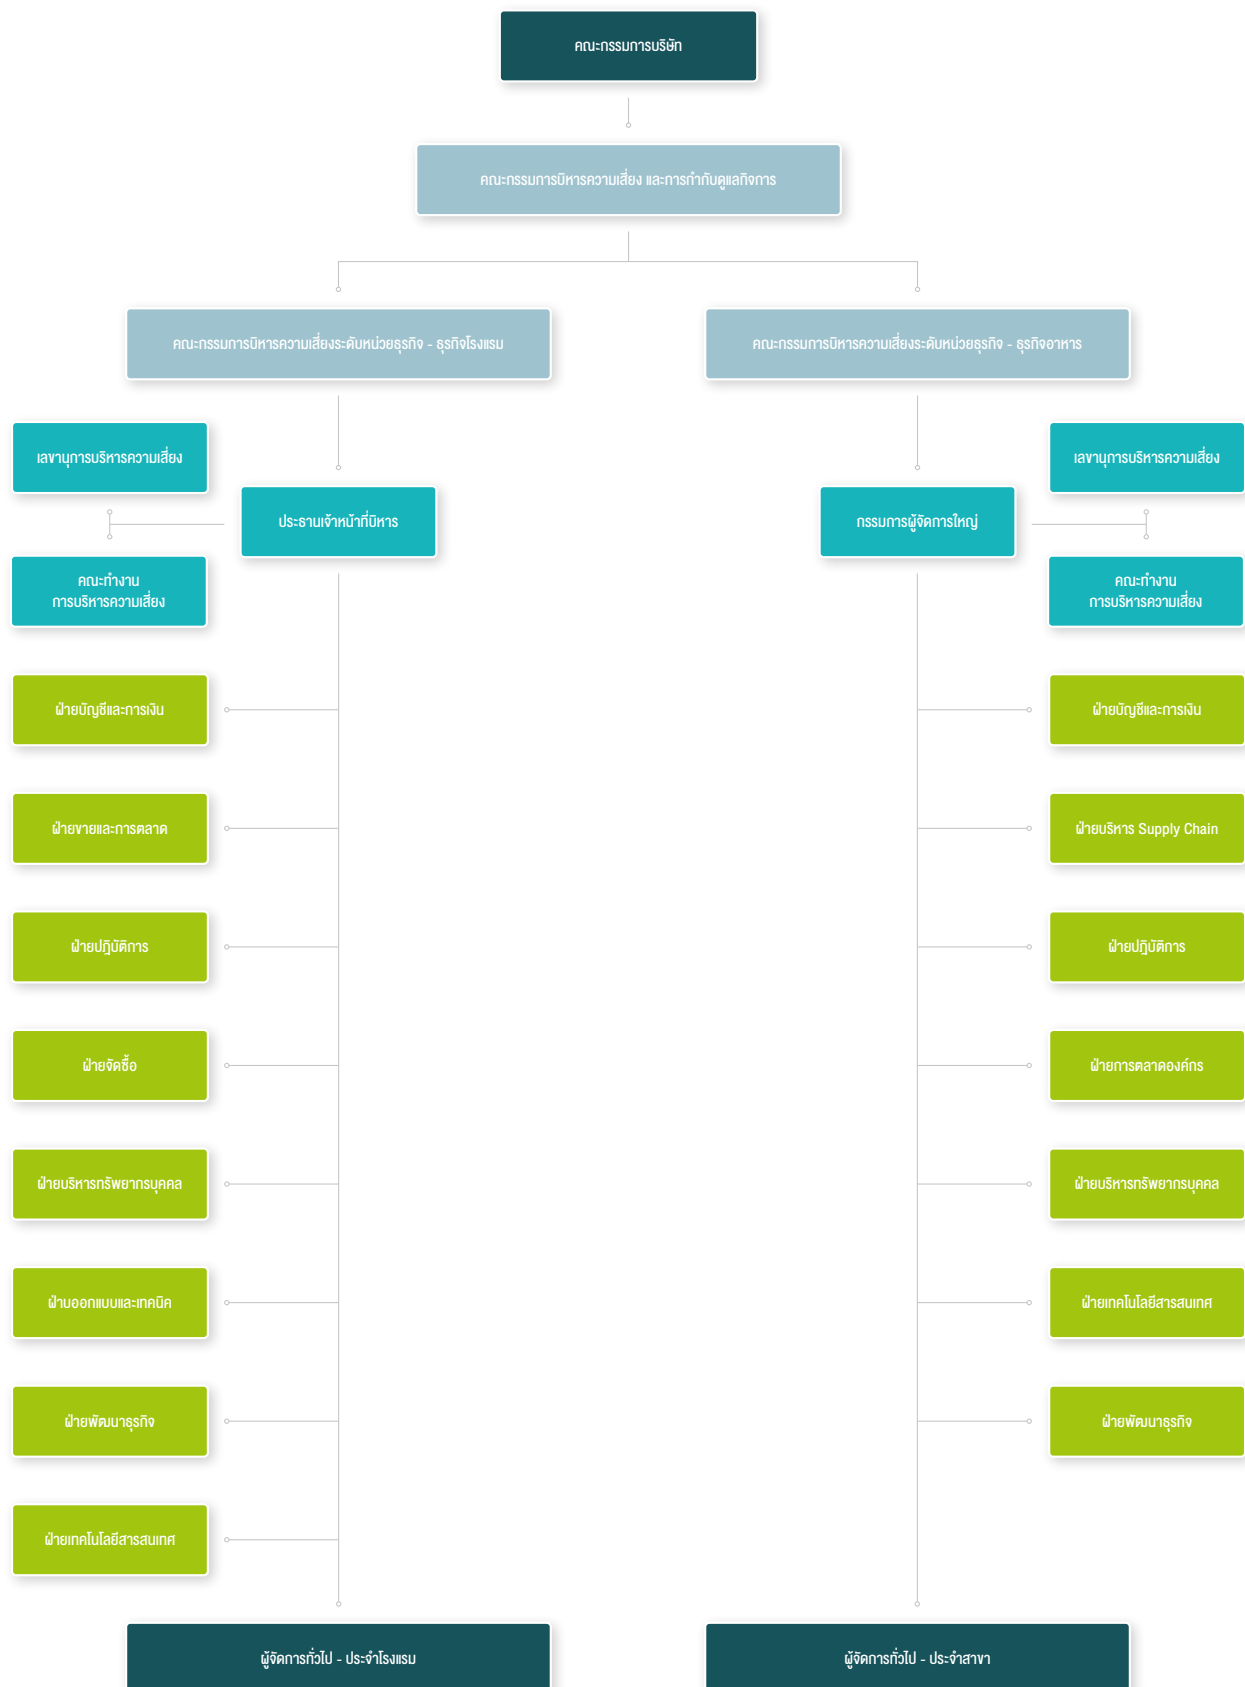 คณะกรรมการบริษัท
คณะกรรมการบิหารความเสี่ยง และการกำกับดูแลกิจการ
คณะกรรมการบิหารความเสี่ยงระดับหน่วยธุรกิจ - ธุรกิจโรงแรม
คณะกรรมการบิหารความเสี่ยงระดับหน่วยธุรกิจ - ธุรกิจอาหาร
เลขานุการบริหารความเสี่ยง
เลขานุการบริหารความเสี่ยง
ประธานเจ้าหน้าที่บิหาร
กรรมการผู้จัดการใหญ่
คณะทำงาน
การบริหารความเสี่ยง
คณะทำงาน
การบริหารความเสี่ยง
ฝ่ายบัญชีและการเงิน
ฝ่ายบัญชีและการเงิน
ฝ่ายขายและการตลาด
ฝ่ายบริหาร Supply Chain
ฝ่ายปฎิบัติการ
ฝ่ายปฎิบัติการ
ฝ่ายจัดซื้อ
ฝ่ายการตลาดองค์กร
ฝ่ายบริหารทรัพยากรบุคคล
ฝ่ายบริหารทรัพยากรบุคคล
ฝ่าบออกแบบและเทคนิค
ฝ่ายเทคโนโลยีสารสนเทศ
ฝ่ายพัฒนาธุรกิจ
ฝ่ายพัฒนาธุรกิจ
ฝ่ายเทคโนโลยีสารสนเทศ
ผู้จัดการทั่วไป - ประจำโรงแรม
ผู้จัดการทั่วไป - ประจำสาขา